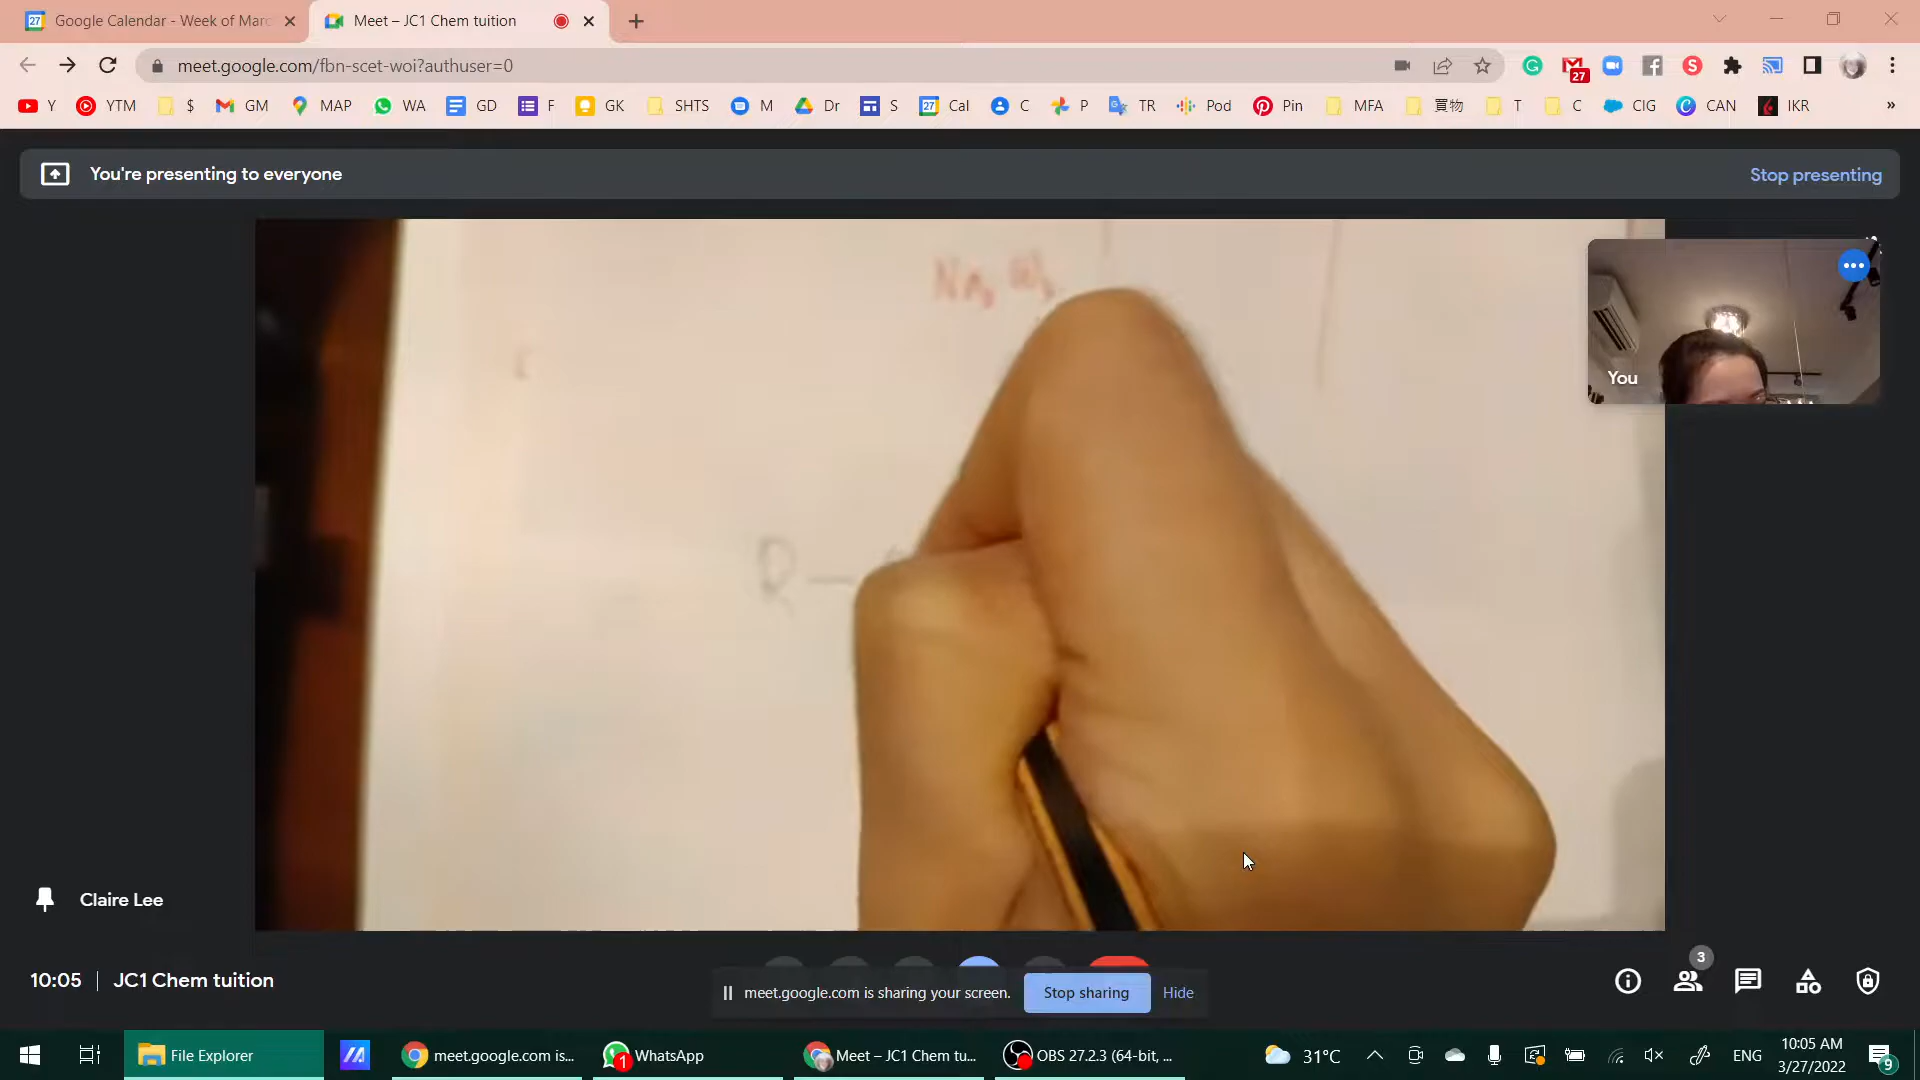 Google Calendar - Week of Marc
Meet – JC1 Chem tuition
meet.google.com/fbn-scet-woi?authuser=0
27
Y YTM $ GM MAP WA GD F GK SHTS M Dr S Cal C P TR Pod Pin MFA 買物 T C CIG CAN IKR »
You're presenting to everyone
Stop presenting
You
R —
Claire Lee
10:05 | JC1 Chem tuition
3
meet.google.com is sharing your screen.
Stop sharing
Hide
File Explorer
meet.google.com is...
1 WhatsApp
Meet – JC1 Chem tu...
OBS 27.2.3 (64-bit, ...
31°C
ENG
10:05 AM
3/27/2022
9